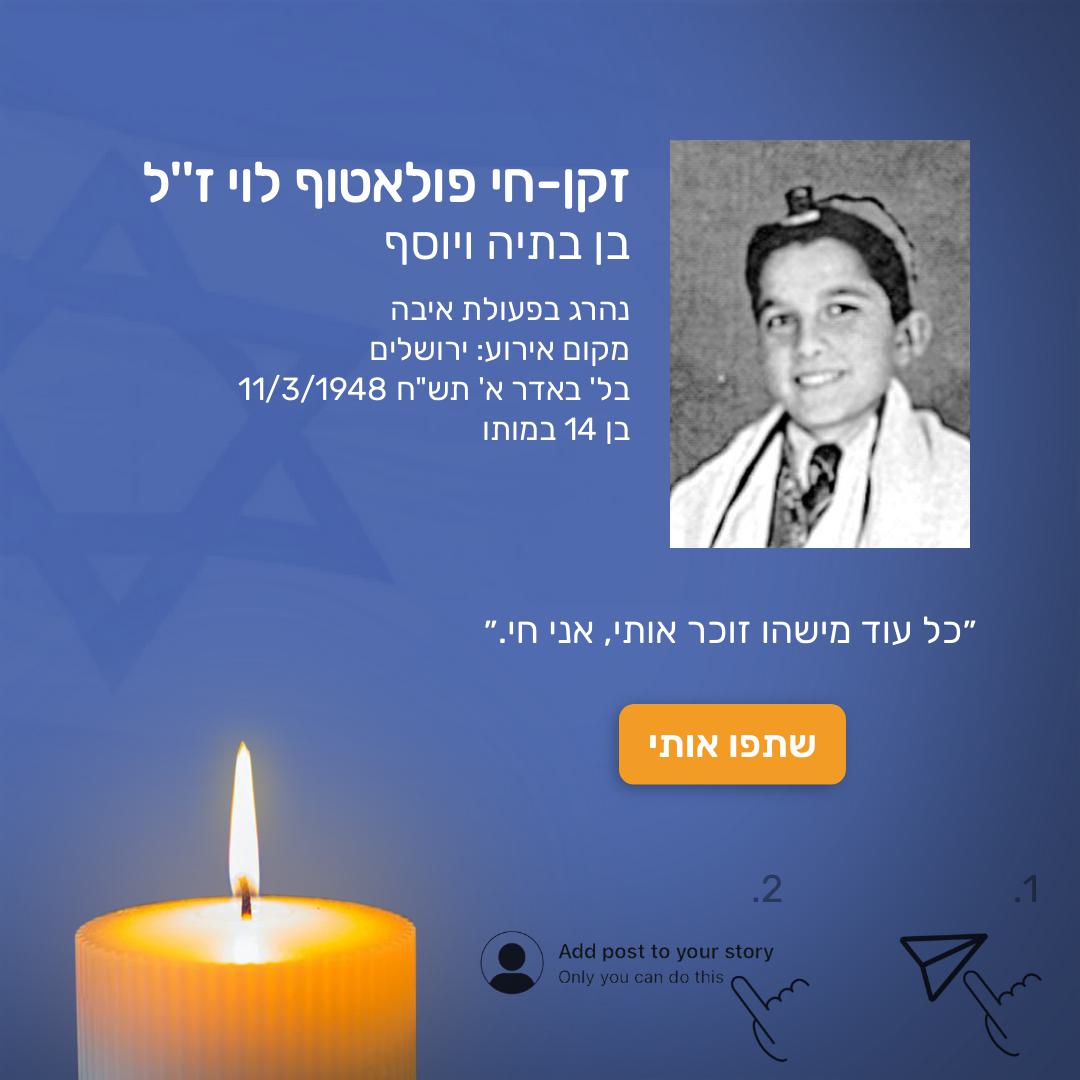 זקן-חי פולאטוף לוי ז"ל
בן בתיה ויוסף
נהרג בפעולת איבה
מקום אירוע: ירושלים
בל' באדר א' תש"ח 11/3/1948
בן 14 במותו
״כל עוד מישהו זוכר אותי, אני חי.״
שתפו אותי
1.
2.
Add post to your story
Only you can do this